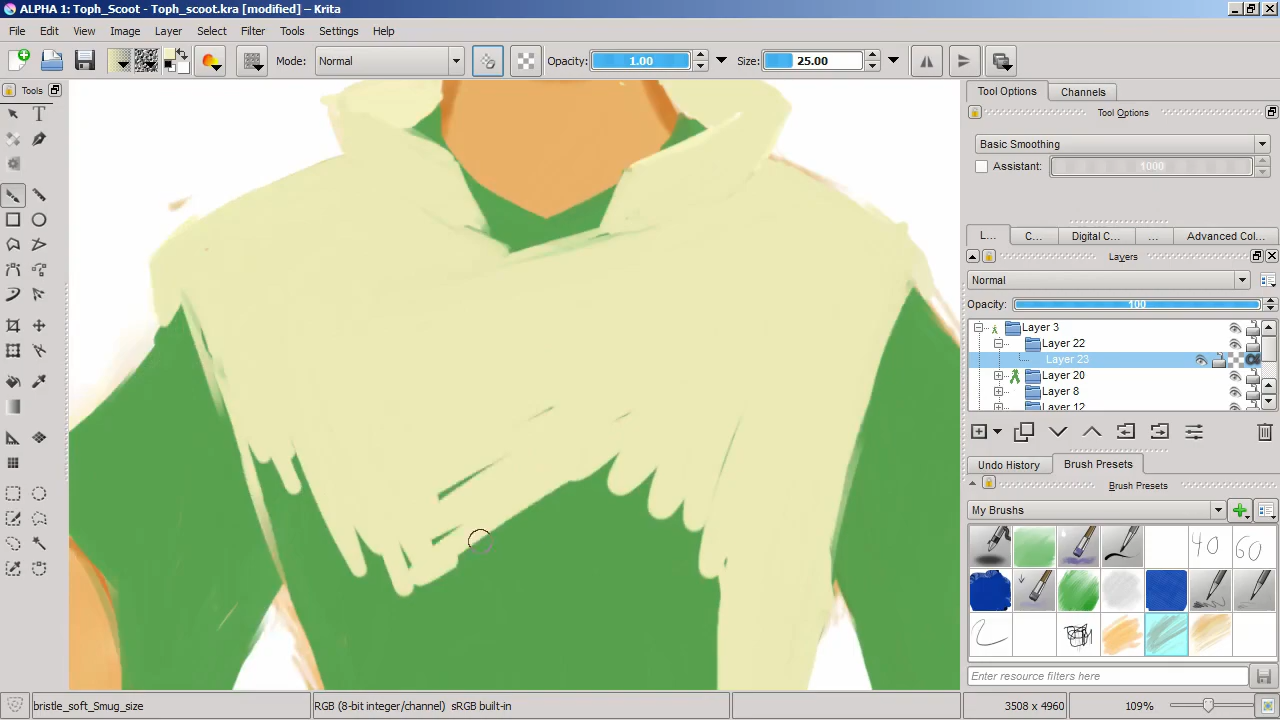 ALPHA 1: Toph_Scoot - Toph_scoot.kra [modified] – Krita
File Edit View Image Layer Select Filter Tools Settings Help
Mode: Normal Opacity: 1.00 Size: 25.00
Tools
Tool Options Channels
Tool Options
Basic Smoothing
Assistant: 1000
L... C... Digital C... ... Advanced Col...
Layers
Normal
Opacity: 100
Layer 3
Layer 22
Layer 23
Layer 20
Layer 8
Layer 12
Undo History Brush Presets
Brush Presets
My Brushes
40 60
Enter resource filters here
bristle_soft_Smug_size RGB (8-bit integer/channel) sRGB built-in 3508 x 4960 109%